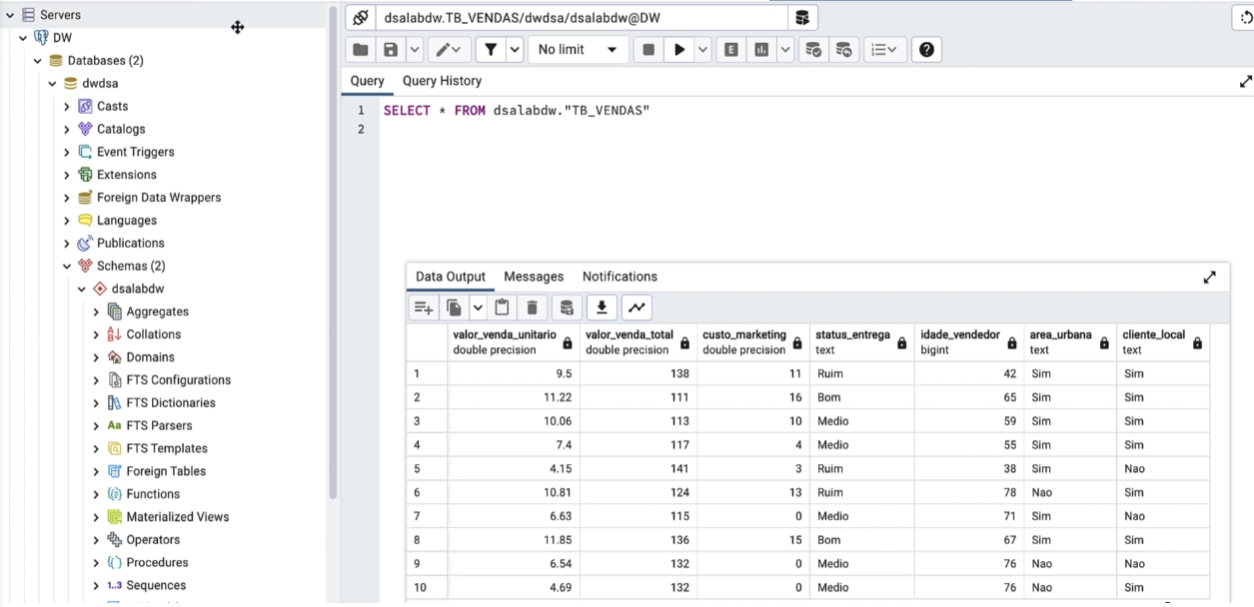 Servers
DW
Databases (2)
dwdsa
Casts
Catalogs
Event Triggers
Extensions
Foreign Data Wrappers
Languages
Publications
Schemas (2)
dsalabdw
Aggregates
Collations
Domains
FTS Configurations
FTS Dictionaries
Aa FTS Parsers
FTS Templates
Foreign Tables
Functions
Materialized Views
Operators
Procedures
1..3 Sequences
dsalabdw.TB_VENDAS/dwdsa/dsalabdw@DW
No limit
E
Query Query History
1 SELECT * FROM dsalabdw."TB_VENDAS"
2
Data Output Messages Notifications
valor_venda_unitario valor_venda_total custo_marketing status_entrega idade_vendedor area_urbana cliente_local
double precision double precision double precision text bigint text text
1 9.5 138 11 Ruim 42 Sim Sim
2 11.22 111 16 Bom 65 Sim Sim
3 10.06 113 10 Medio 59 Sim Sim
4 7.4 117 4 Medio 55 Sim Sim
5 4.15 141 3 Ruim 38 Sim Nao
6 10.81 124 13 Ruim 78 Nao Sim
7 6.63 115 0 Medio 71 Sim Nao
8 11.85 136 15 Bom 67 Sim Sim
9 6.54 132 0 Medio 76 Nao Nao
10 4.69 132 0 Medio 76 Nao Sim